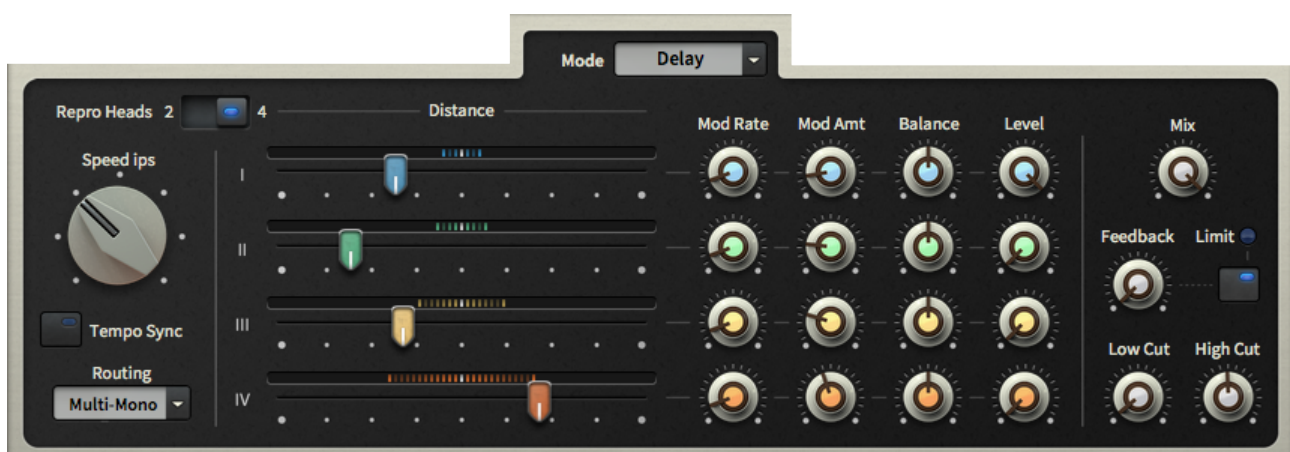 Mode Delay
Repro Heads 2 4 Distance
Mod Rate Mod Amt Balance Level Mix
Speed ips
I
II
Feedback Limit
III
Tempo Sync
Low Cut High Cut
Routing
IV
Multi-Mono